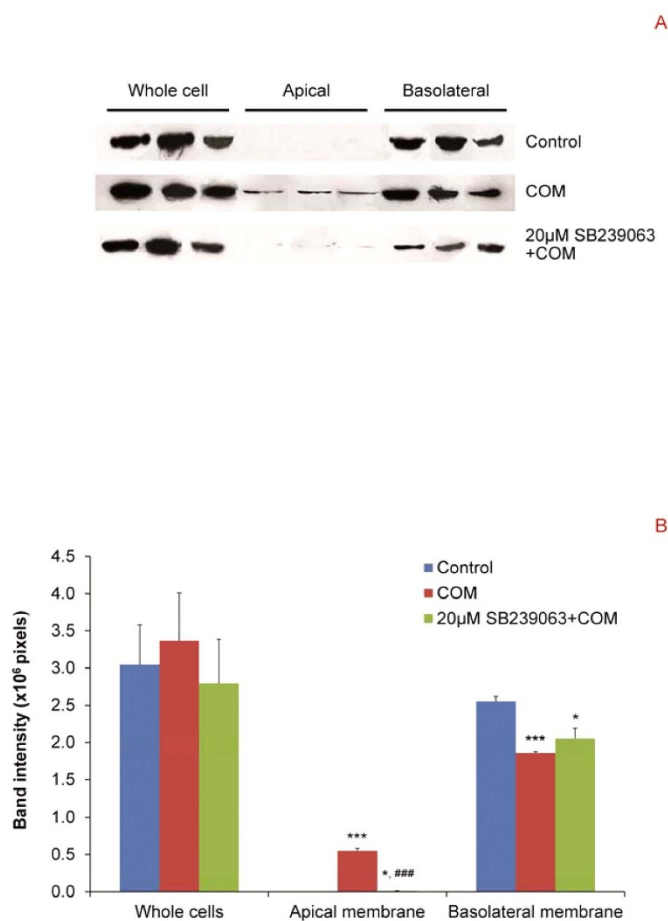 A
Whole cell Apical Basolateral
Control
COM
20µM SB239063
+COM
B
4.5
4.0
3.5
3.0
2.5
2.0
1.5
1.0
0.5
0.0
Band intensity (x10⁶ pixels)
Control
COM
20µM SB239063+COM
***
*, ###
***
*
Whole cells Apical membrane Basolateral membrane